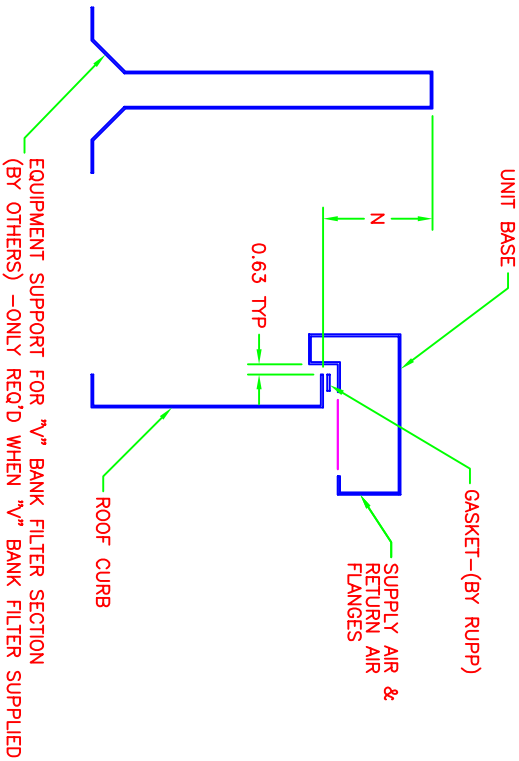 UNIT BASE
GASKET-(BY RUPP)
SUPPLY AIR &
RETURN AIR
FLANGES
N
0.63 TYP
ROOF CURB
EQUIPMENT SUPPORT FOR "V" BANK FILTER SECTION
(BY OTHERS) -ONLY REQ'D WHEN "V" BANK FILTER SUPPLIED